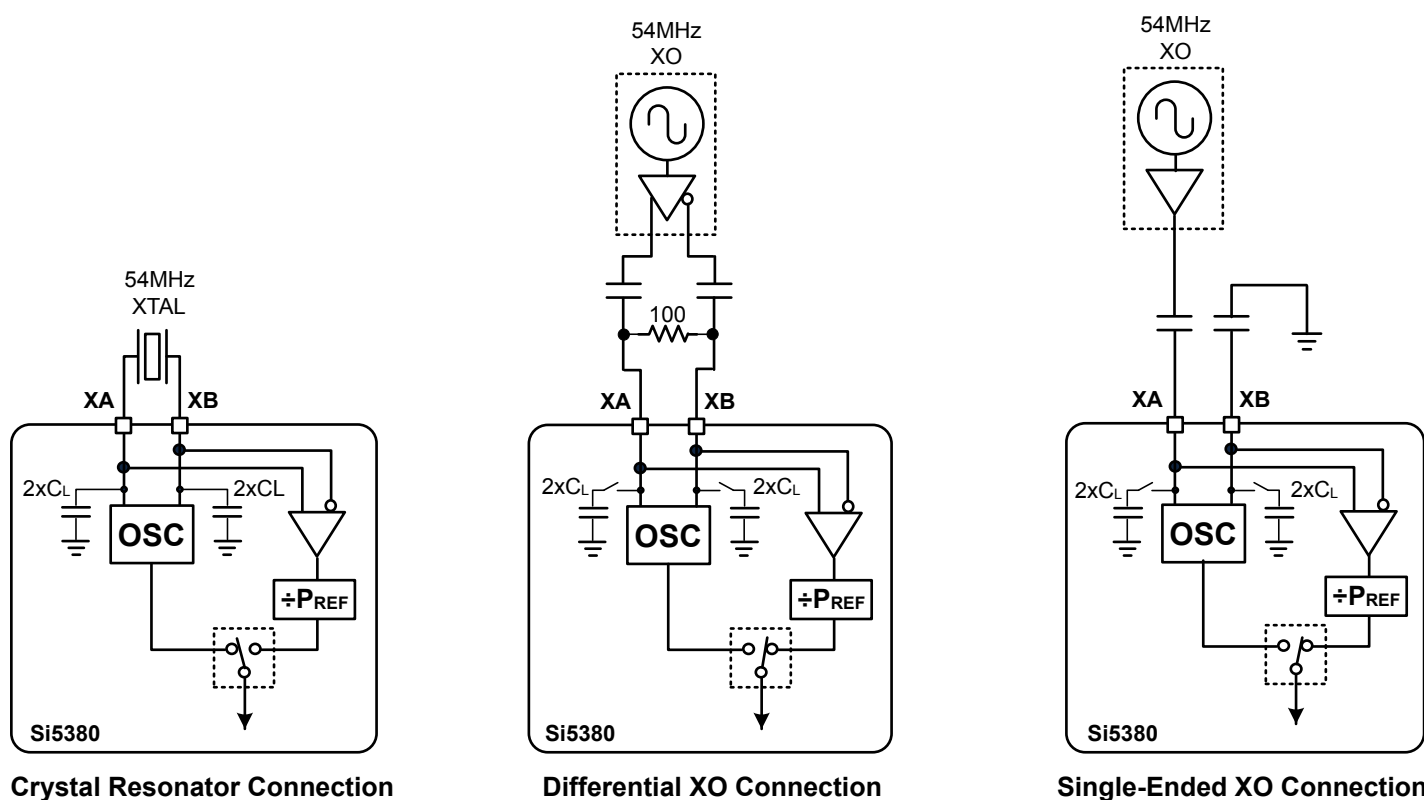 54MHz
XTAL
XA
XB
2xCL
2xCL
OSC
÷PREF
Si5380
Crystal Resonator Connection
54MHz
XO
100
XA
XB
2xCL
2xCL
OSC
÷PREF
Si5380
Differential XO Connection
54MHz
XO
XA
XB
2xCL
2xCL
OSC
÷PREF
Si5380
Single-Ended XO Connection